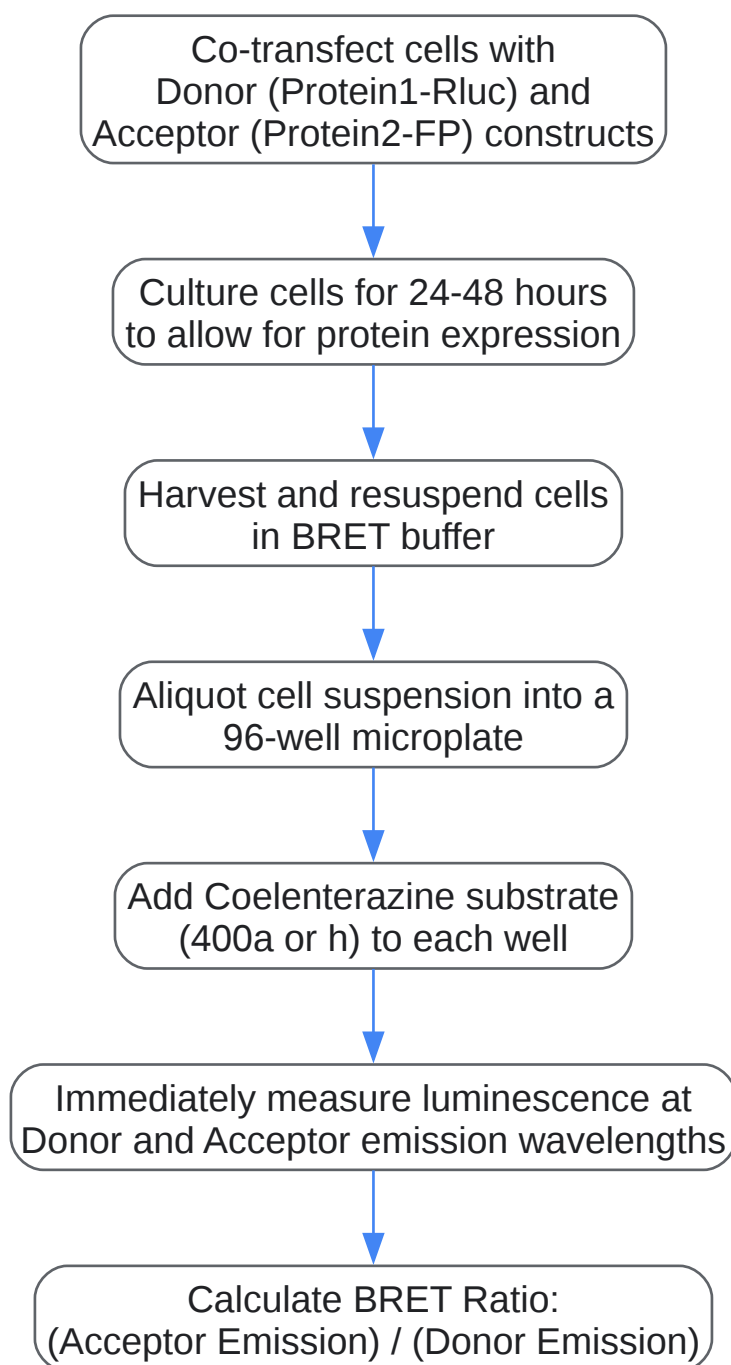 Co-transfect cells with
Donor (Protein1-Rluc) and
Acceptor (Protein2-FP) constructs
Culture cells for 24-48 hours
to allow for protein expression
Harvest and resuspend cells
in BRET buffer
Aliquot cell suspension into a
96-well microplate
Add Coelenterazine substrate
(400a or h) to each well
Immediately measure luminescence at
Donor and Acceptor emission wavelengths
Calculate BRET Ratio:
(Acceptor Emission) / (Donor Emission)